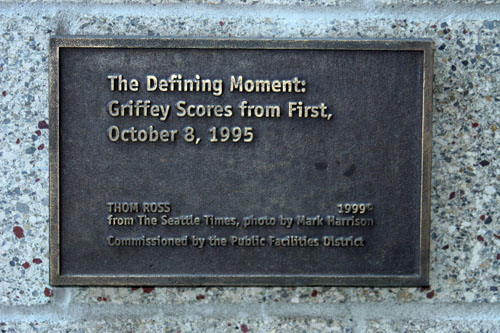 The Defining Moment:
Griffey Scores from First,
October 8, 1995
THOM ROSS 1999©
from The Seattle Times, photo by Mark Harrison
Commissioned by the Public Facilities District